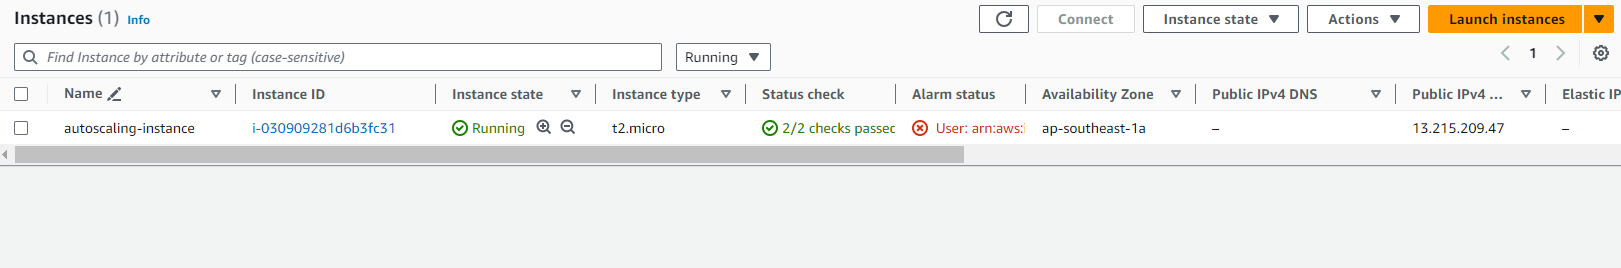 Instances (1) Info
Connect Instance state Actions Launch instances
Find Instance by attribute or tag (case-sensitive) Running 1
Name Instance ID Instance state Instance type Status check Alarm status Availability Zone Public IPv4 DNS Public IPv4 ... Elastic IP
autoscaling-instance i-030909281d6b3fc31 Running t2.micro 2/2 checks passec User: arn:aws:i ap-southeast-1a – 13.215.209.47 –